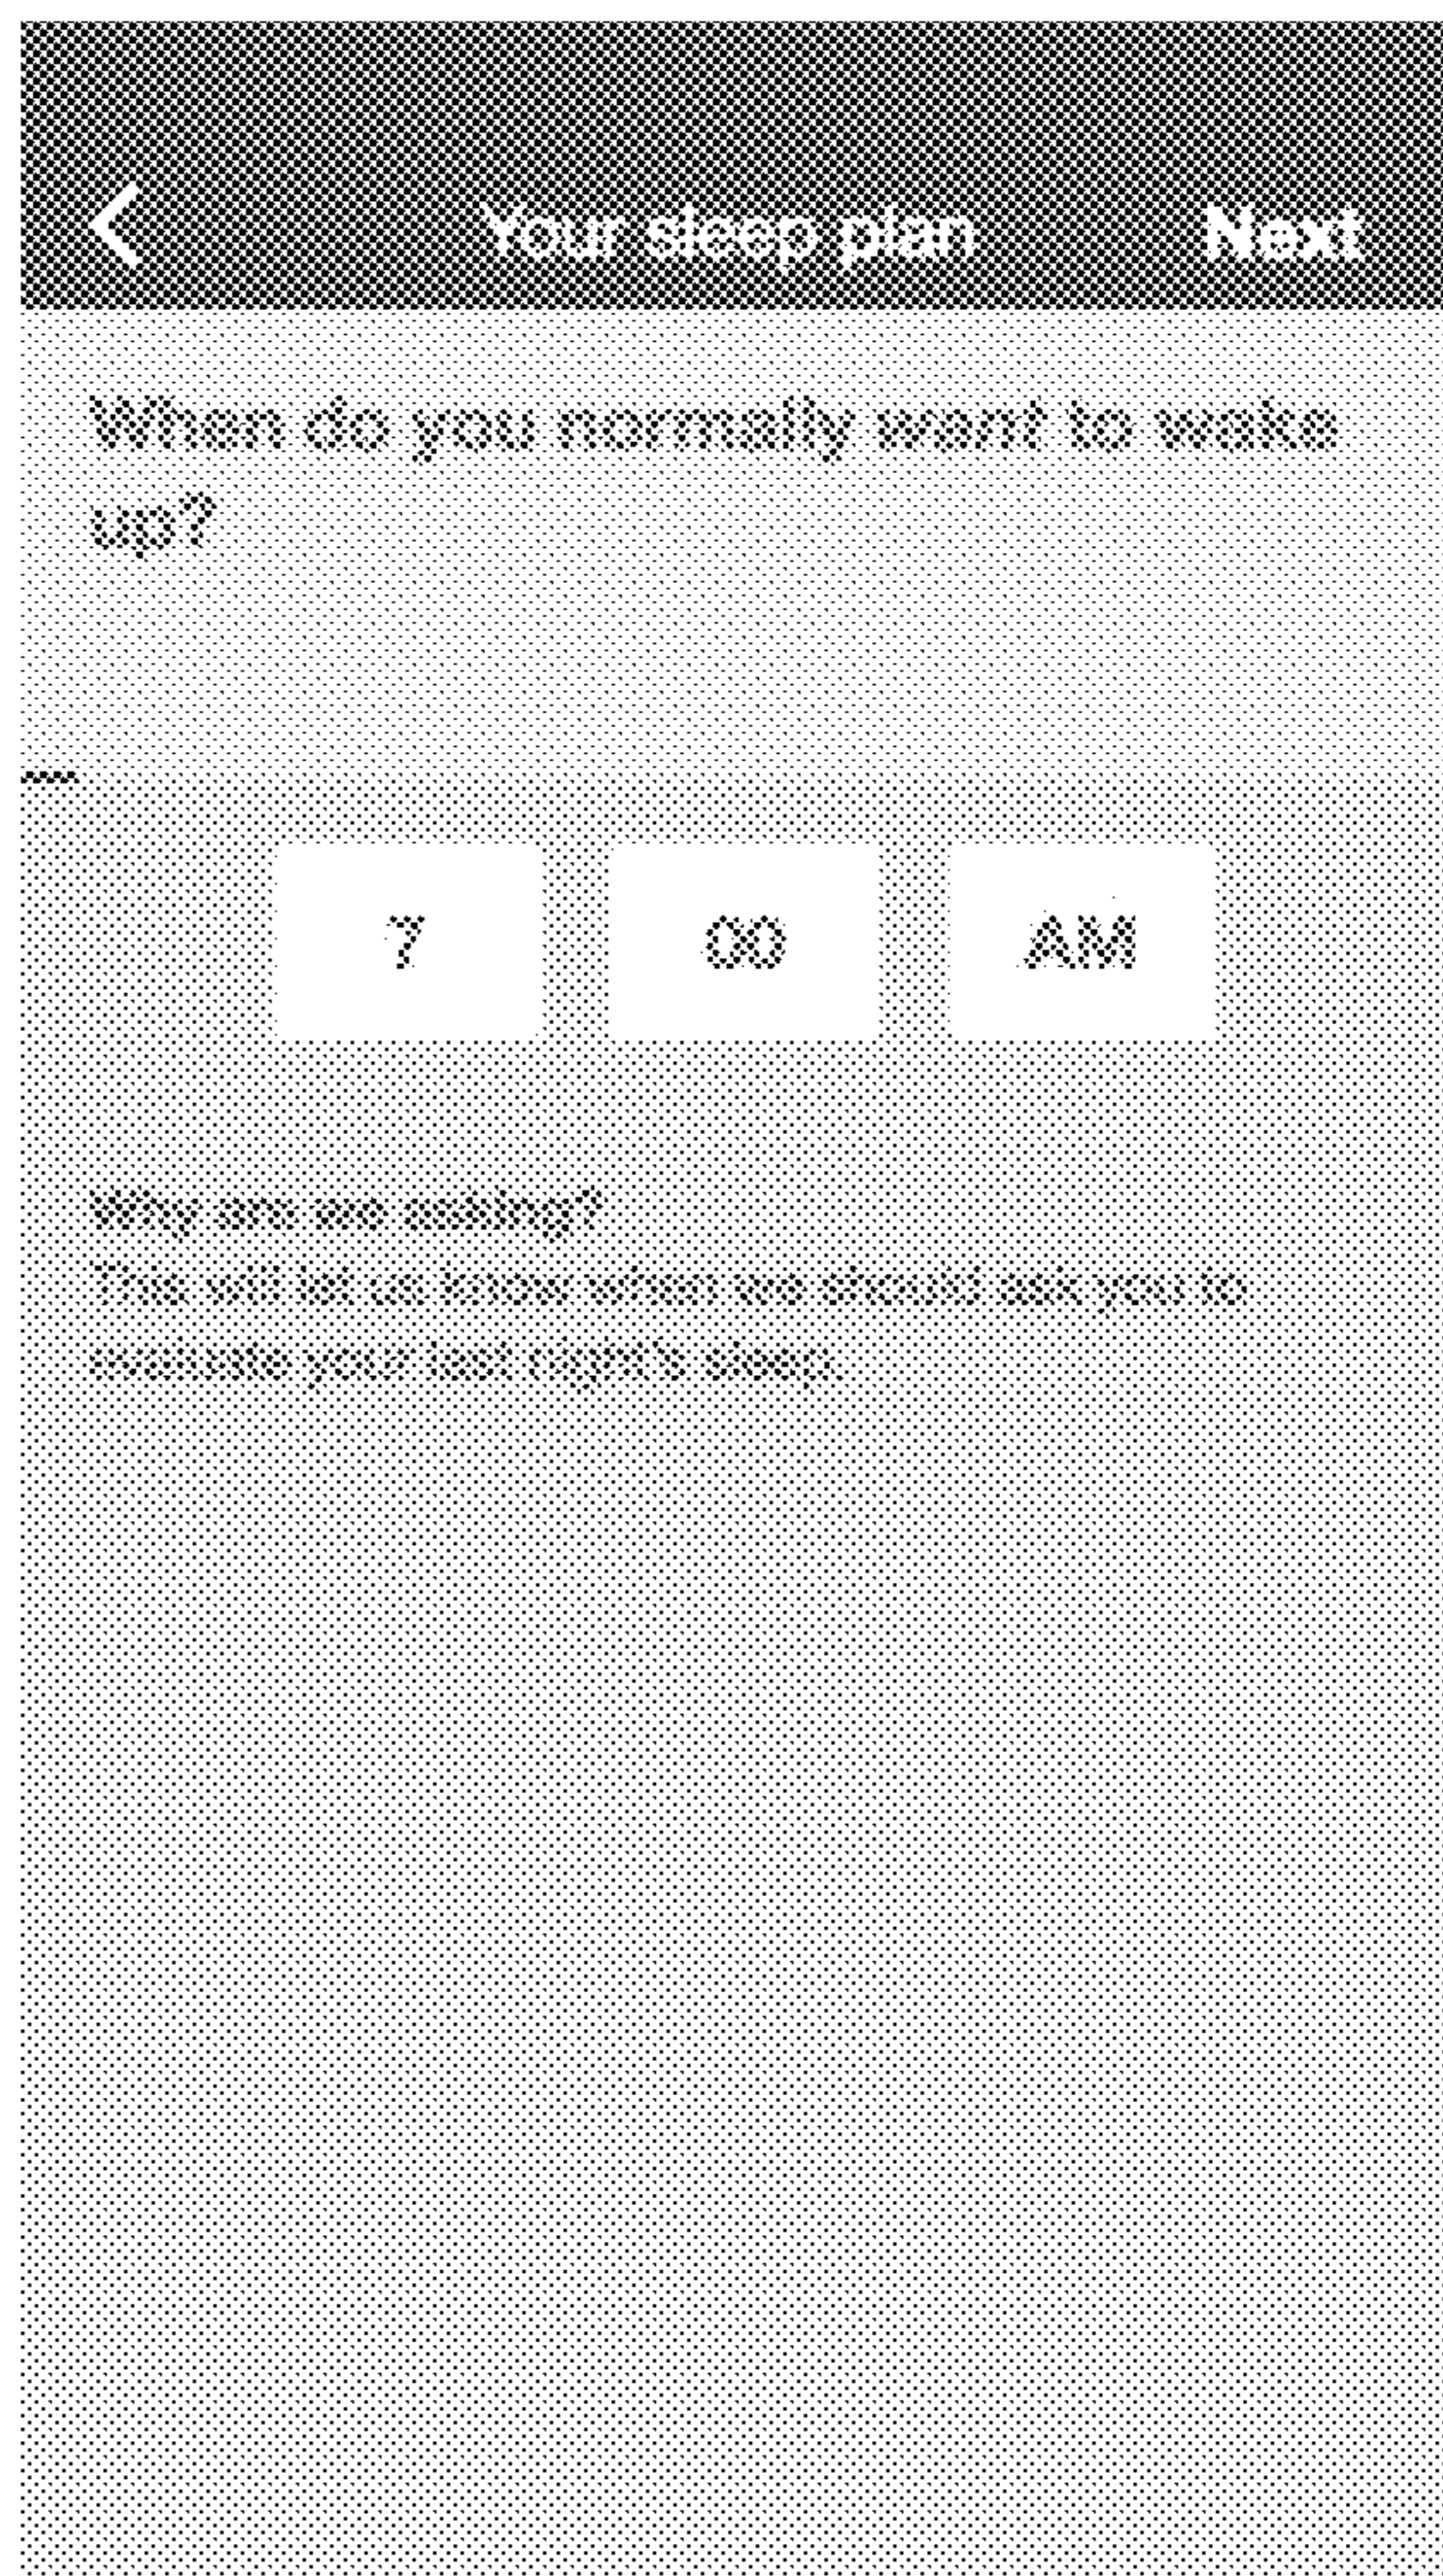 Your sleep plan Next
When do you normally want to wake
up?
7 00 AM
Why are we asking?
This will let us know when we should ask you to
evaluate your last night's sleep.